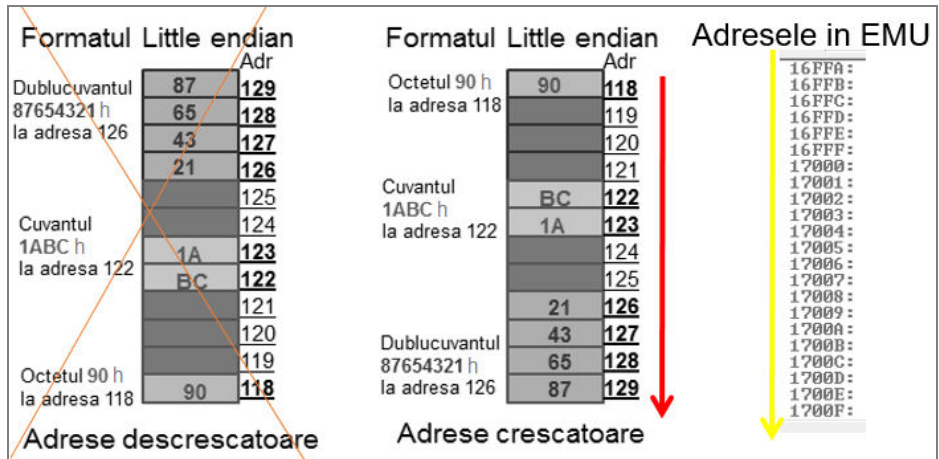 Formatul Little endian
Adr
Dublucuvantul
87654321 h
la adresa 126
87 129
65 128
43 127
21 126
125
124
Cuvantul
1ABC h
la adresa 122
1A 123
BC 122
121
120
119
Octetul 90 h
la adresa 118
90 118
Adrese descrescatoare
Formatul Little endian
Adr
Octetul 90 h
la adresa 118
90 118
119
120
121
Cuvantul
1ABC h
la adresa 122
BC 122
1A 123
124
125
21 126
Dublucuvantul
87654321 h
la adresa 126
43 127
65 128
87 129
Adrese crescatoare
Adresele in EMU
16FFA:
16FFB:
16FFC:
16FFD:
16FFE:
16FFF:
17000:
17001:
17002:
17003:
17004:
17005:
17006:
17007:
17008:
17009:
1700A:
1700B:
1700C:
1700D:
1700E:
1700F: